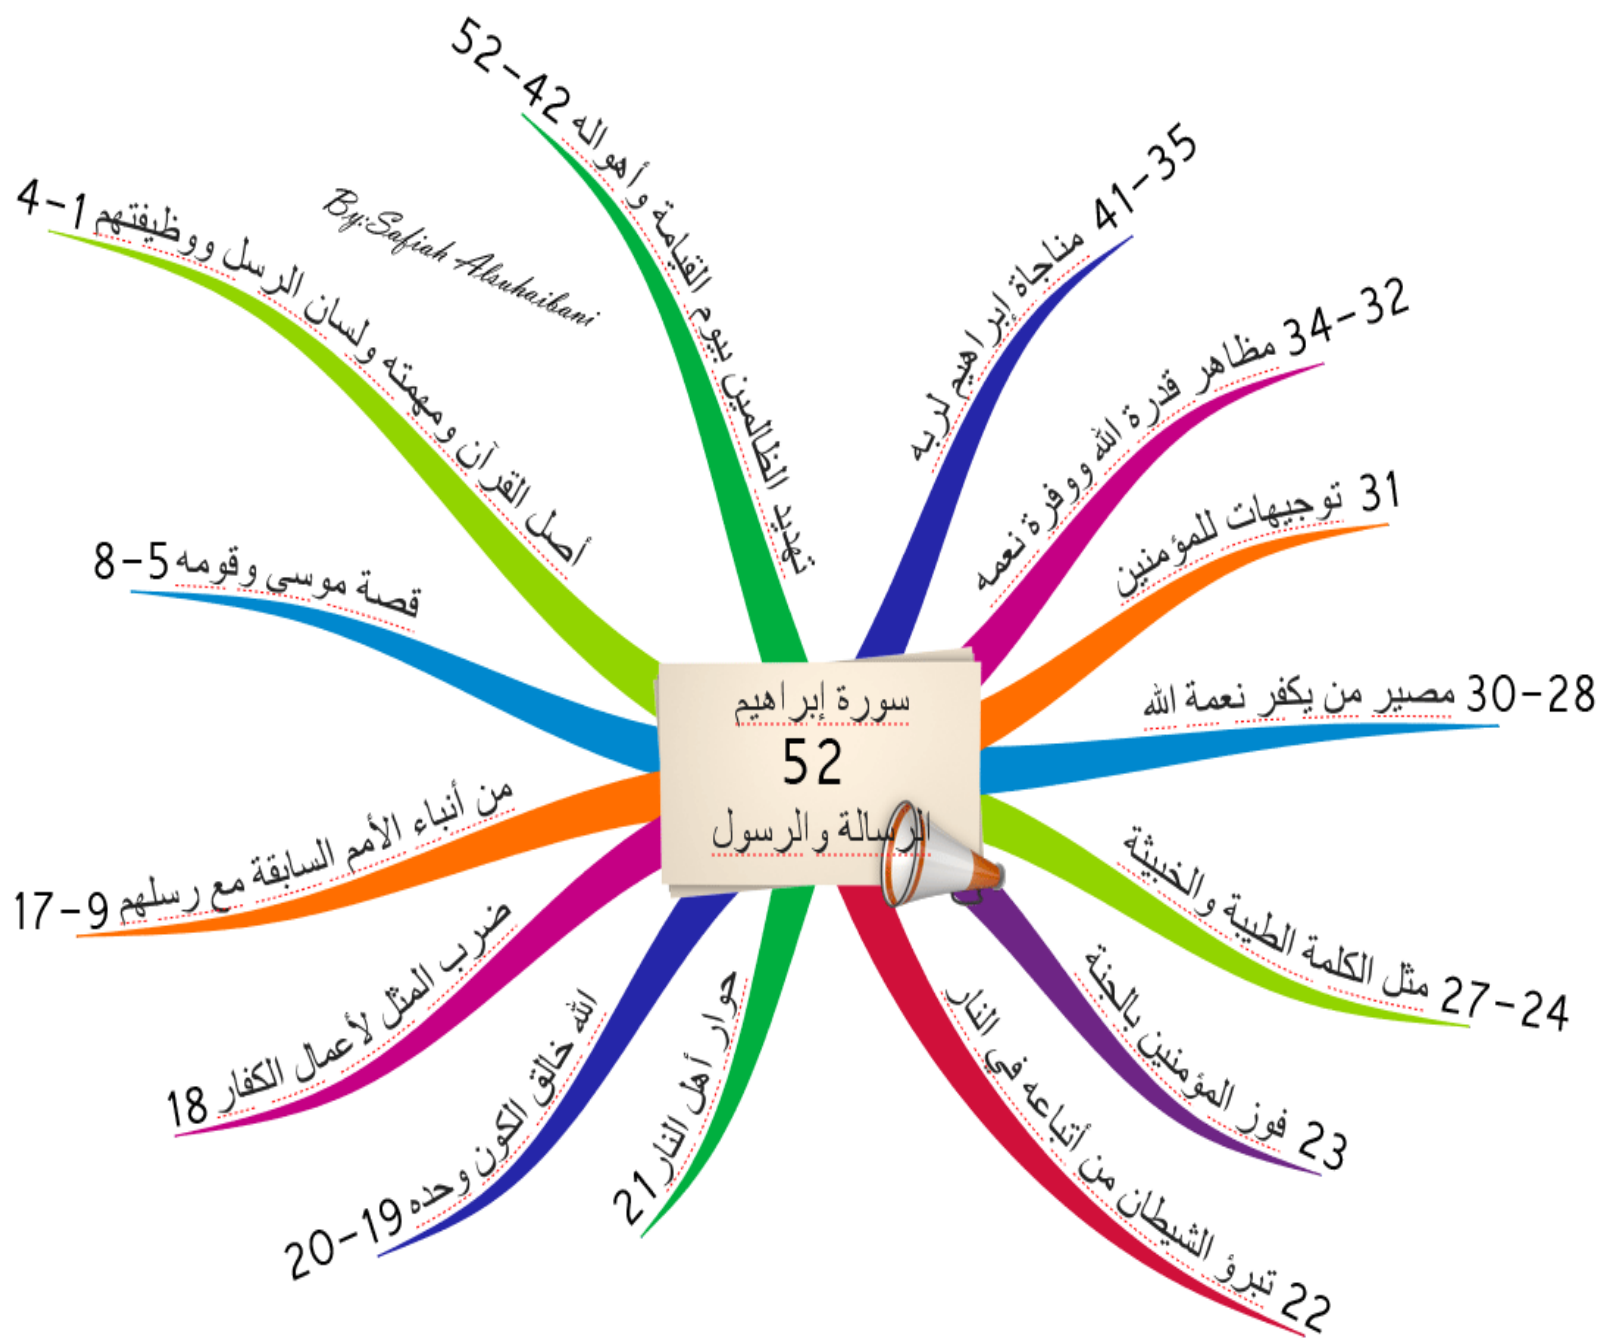 سورة إبراهيم
52
الرسالة والرسول
By:Safiah Alsuhaibani
أصل القرآن ومهمته ولسان الرسل ووظيفتهم 1-4
قصة موسى وقومه 5-8
من أنباء الأمم السابقة مع رسلهم 9-17
ضرب المثل لأعمال الكفار 18
الله خالق الكون وحده 19-20
حوار أهل النار 21
22 تبرؤ الشيطان من أتباعه في النار
23 فوز المؤمنين بالجنة
27-24 مثل الكلمة الطيبة والخبيثة
30-28 مصير من يكفر نعمة الله
31 توجيهات للمؤمنين
34-32 مظاهر قدرة الله ووفرة نعمه
41-35 مناجاة إبراهيم لربه
تهديد الظالمين بيوم القيامة وأهواله 42-52